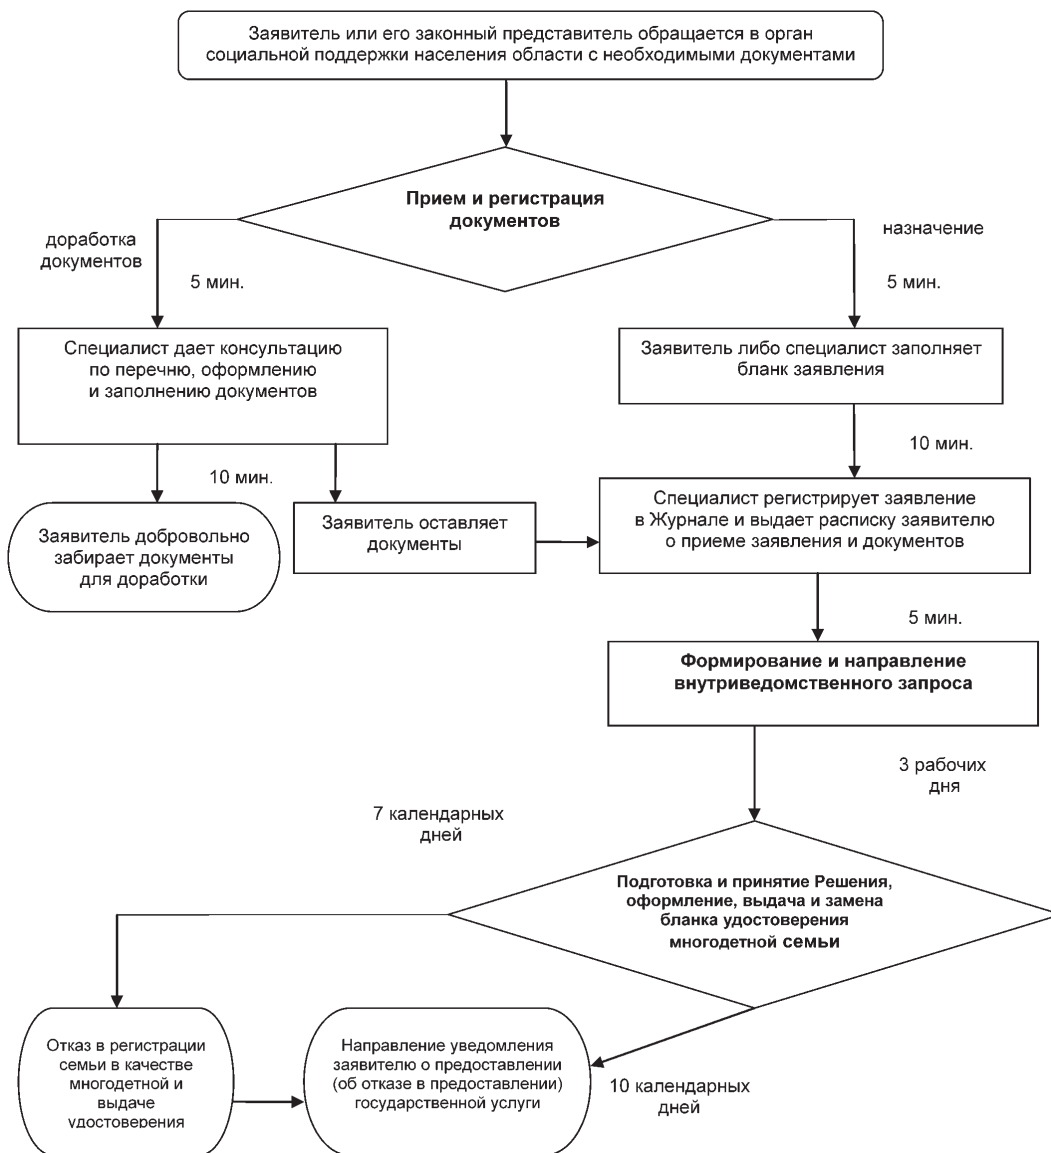 Заявитель или его законный представитель обращается в орган
социальной поддержки населения области с необходимыми документами
Прием и регистрация
документов
доработка
документов
назначение
5 мин.
5 мин.
Специалист дает консультацию
по перечню, оформлению
и заполнению документов
Заявитель либо специалист заполняет
бланк заявления
10 мин.
10 мин.
Заявитель добровольно
забирает документы
для доработки
Заявитель оставляет
документы
Специалист регистрирует заявление
в Журнале и выдает расписку заявителю
о приеме заявления и документов
5 мин.
Формирование и направление
внутриведомственного запроса
3 рабочих
дня
7 календарных
дней
Подготовка и принятие Решения,
оформление, выдача и замена
бланка удостоверения
многодетной семьи
Отказ в регистрации
семьи в качестве
многодетной и
выдаче
удостоверения
Направление уведомления
заявителю о предоставлении
(об отказе в предоставлении)
государственной услуги
10 календарных
дней